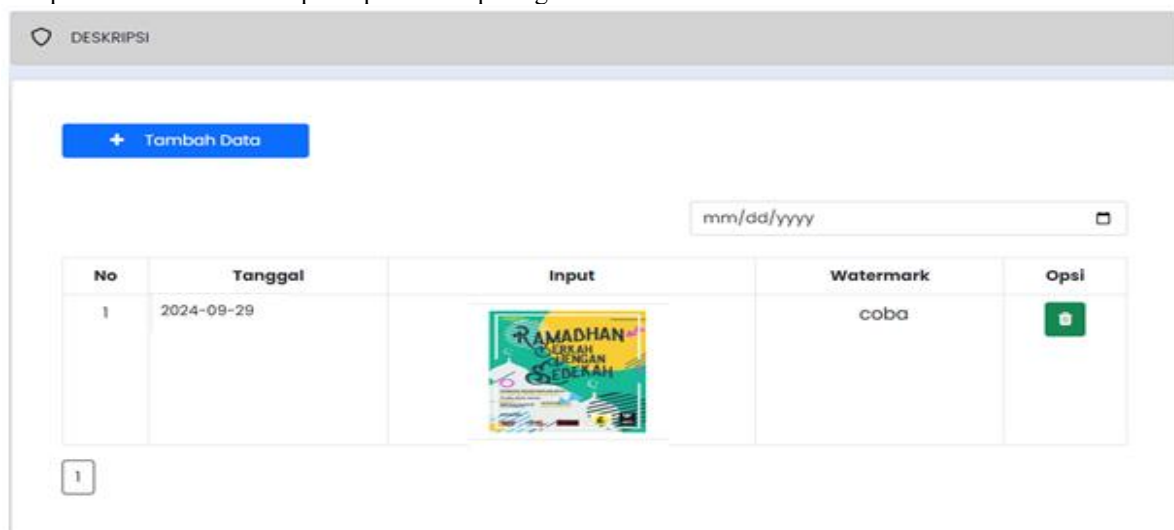 DESKRIPSI
+ Tambah Data
mm/dd/yyyy
No Tanggal Input Watermark Opsi
1 2024-09-29 coba
RAMADHAN
BERKAH
DENGAN
SEDEKAH
1